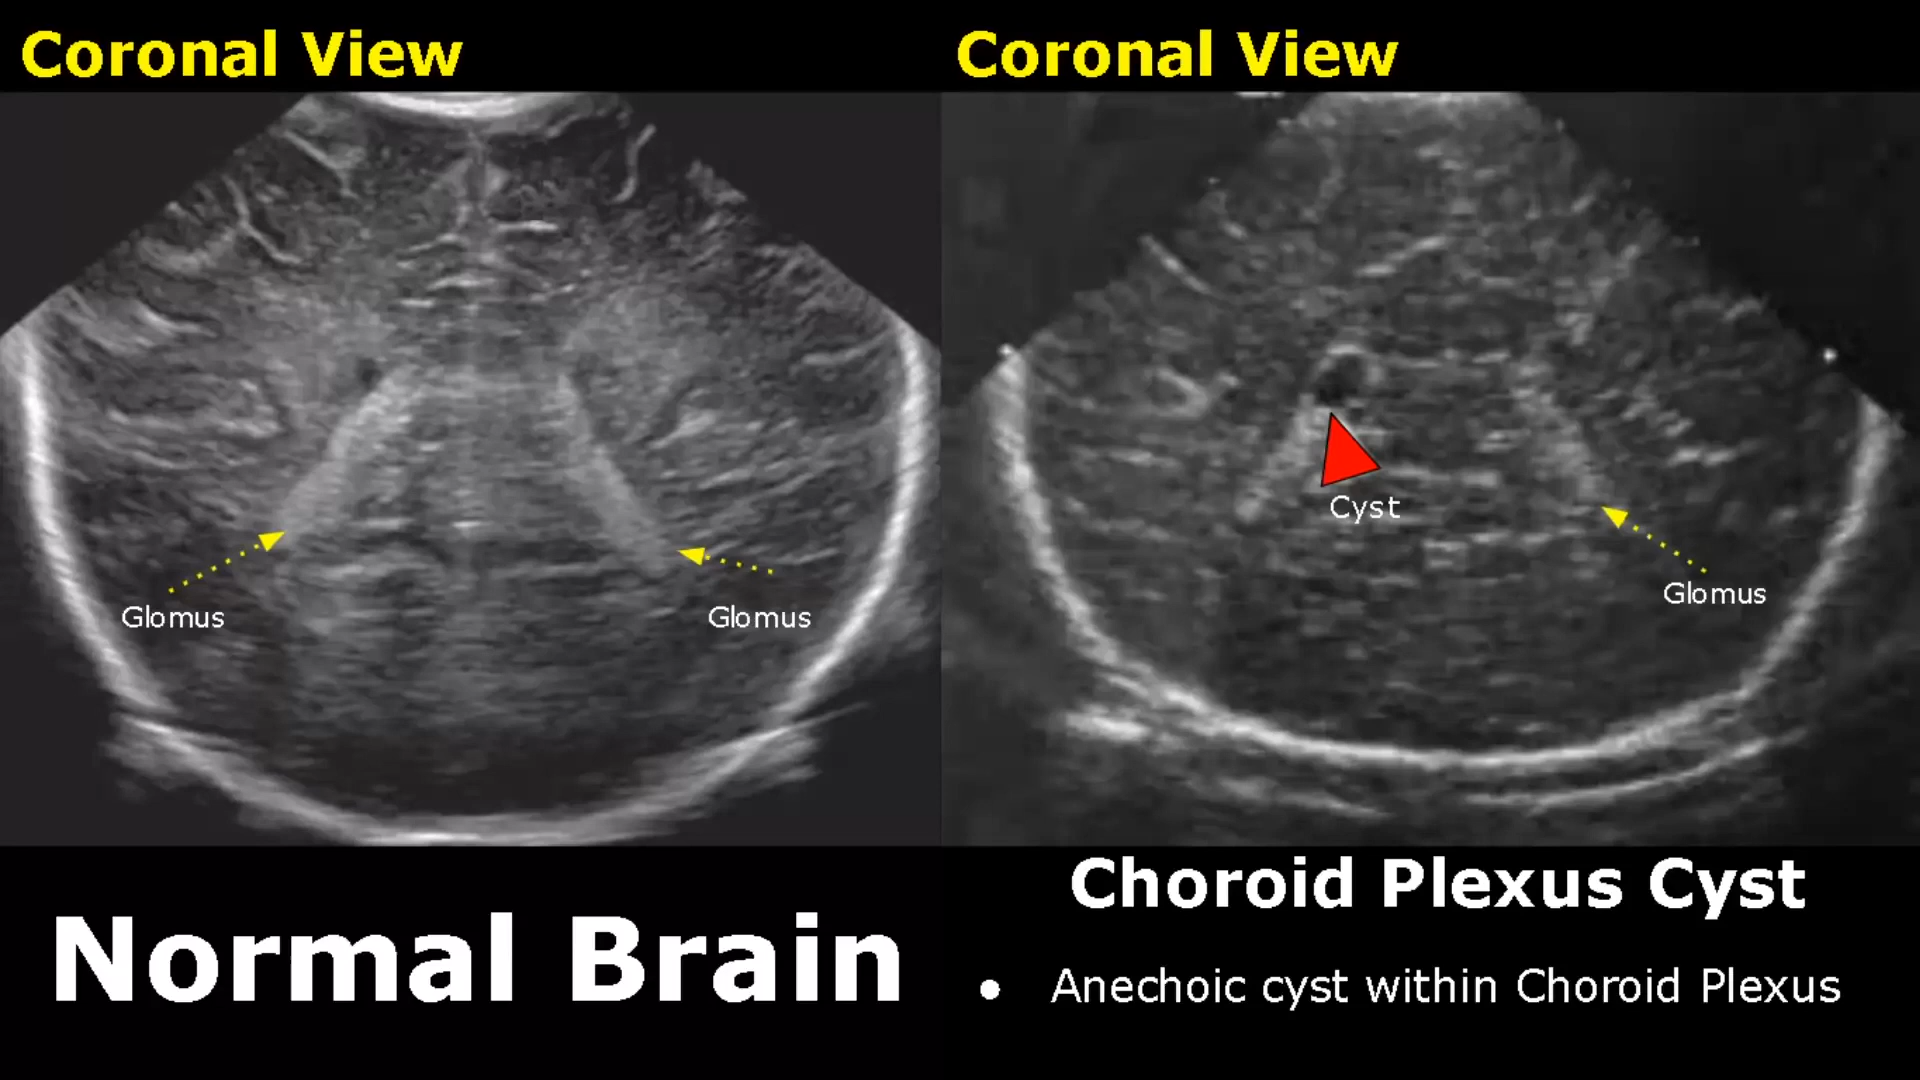 Coronal View
Glomus
Glomus
Normal Brain
Coronal View
Cyst
Glomus
Choroid Plexus Cyst
• Anechoic cyst within Choroid Plexus